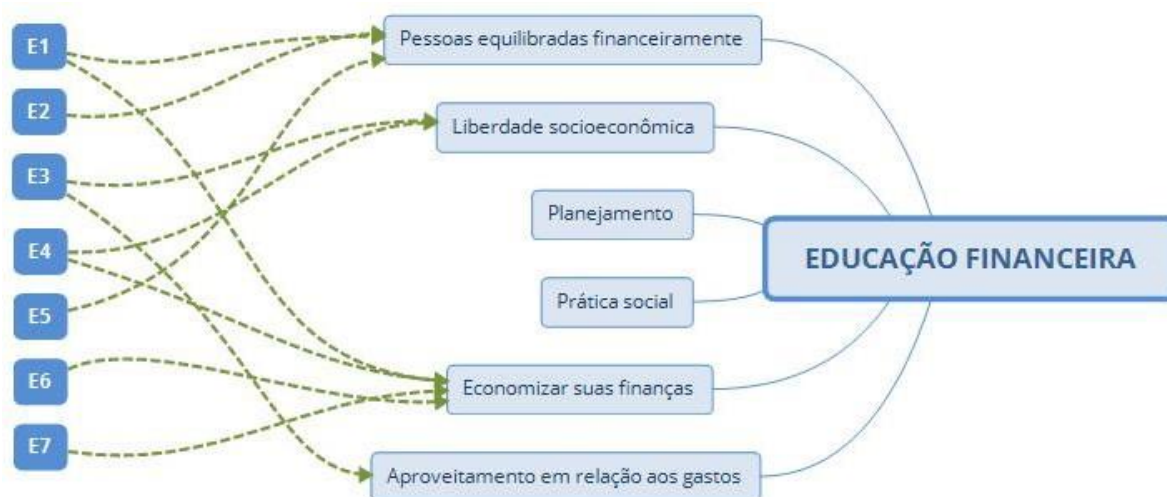 E1
E2
E3
E4
E5
E6
E7
Pessoas equilibradas financeiramente
Liberdade socioeconômica
Planejamento
Prática social
Economizar suas finanças
Aproveitamento em relação aos gastos
EDUCAÇÃO FINANCEIRA